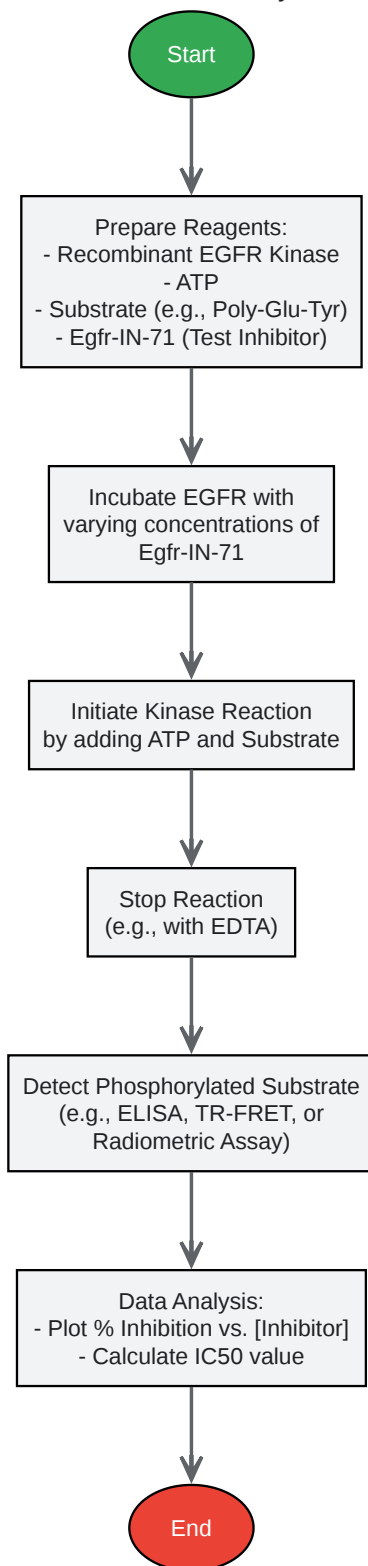 Start
Prepare Reagents:
- Recombinant EGFR Kinase
- ATP
- Substrate (e.g., Poly-Glu-Tyr)
- Egfr-IN-71 (Test Inhibitor)
Incubate EGFR with
varying concentrations of
Egfr-IN-71
Initiate Kinase Reaction
by adding ATP and Substrate
Stop Reaction
(e.g., with EDTA)
Detect Phosphorylated Substrate
(e.g., ELISA, TR-FRET, or
Radiometric Assay)
Data Analysis:
- Plot % Inhibition vs. [Inhibitor]
- Calculate IC50 value
End